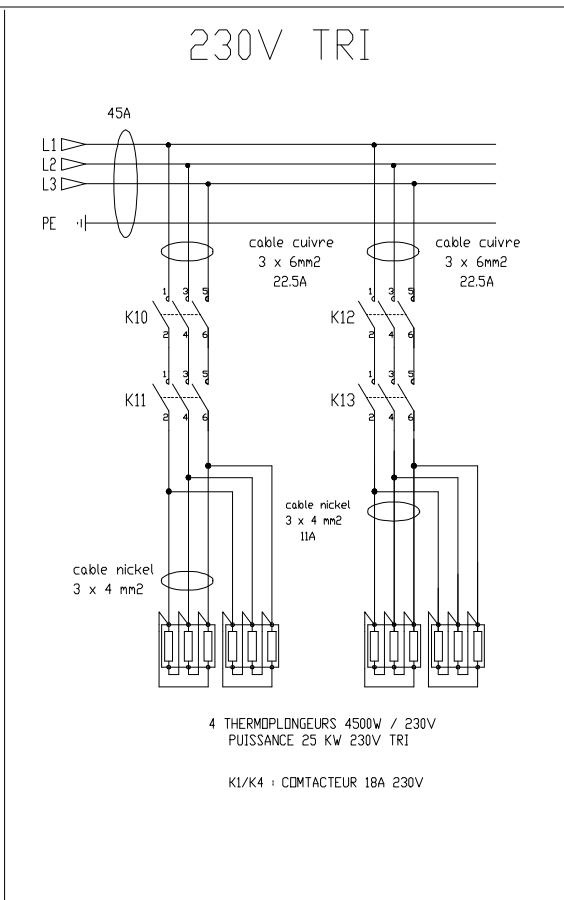 230V TRI
45A
L1
L2
L3
PE
cable cuivre
3 x 6mm2
22.5A
cable cuivre
3 x 6mm2
22.5A
1 3 5
K10
2 4 6
1 3 5
K12
2 4 6
1 3 5
K11
2 4 6
1 3 5
K13
2 4 6
cable nickel
3 x 4 mm2
11A
cable nickel
3 x 4 mm2
4 THERMOPLONGEURS 4500W / 230V
PUISSANCE 25 KW 230V TRI
K1/K4 : COMTACTEUR 18A 230V